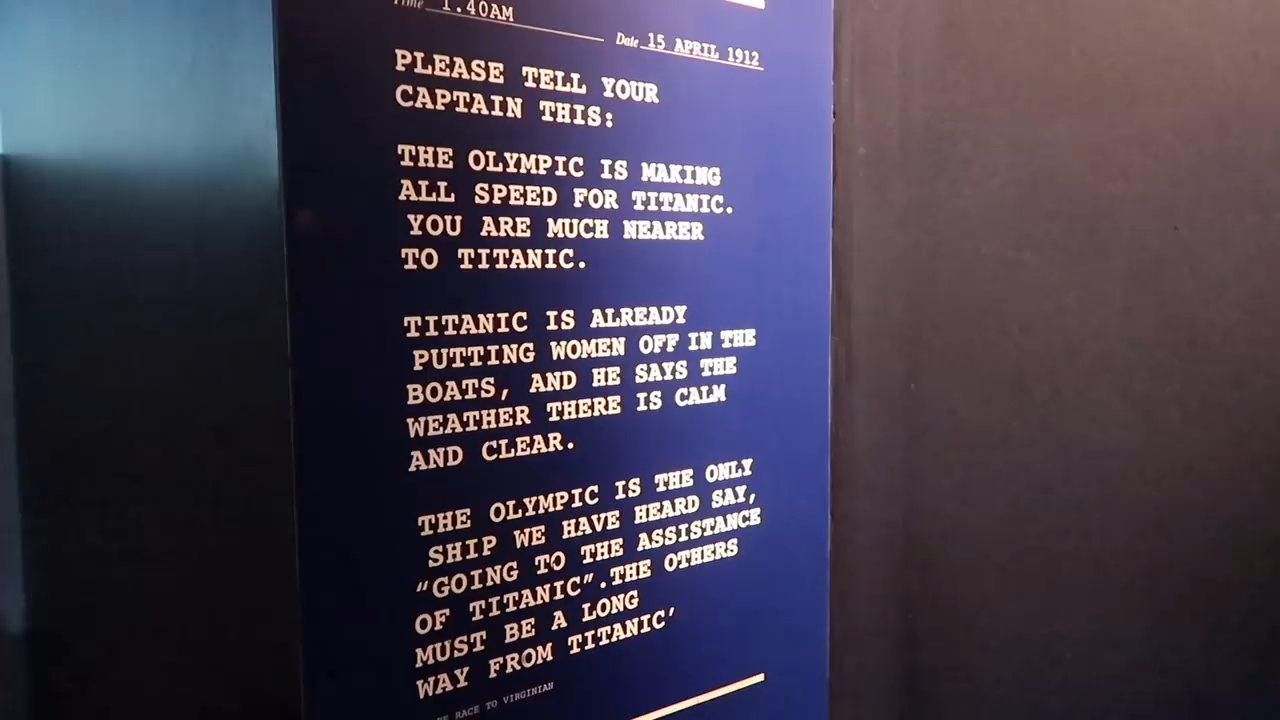 Time 1.40AM
Date 15 APRIL 1912
PLEASE TELL YOUR
CAPTAIN THIS:
THE OLYMPIC IS MAKING
ALL SPEED FOR TITANIC.
YOU ARE MUCH NEARER
TO TITANIC.
TITANIC IS ALREADY
PUTTING WOMEN OFF IN THE
BOATS, AND HE SAYS THE
WEATHER THERE IS CALM
AND CLEAR.
THE OLYMPIC IS THE ONLY
SHIP WE HAVE HEARD SAY,
“GOING TO THE ASSISTANCE
OF TITANIC”.THE OTHERS
MUST BE A LONG
WAY FROM TITANIC’
RACE TO VIRGINIAN